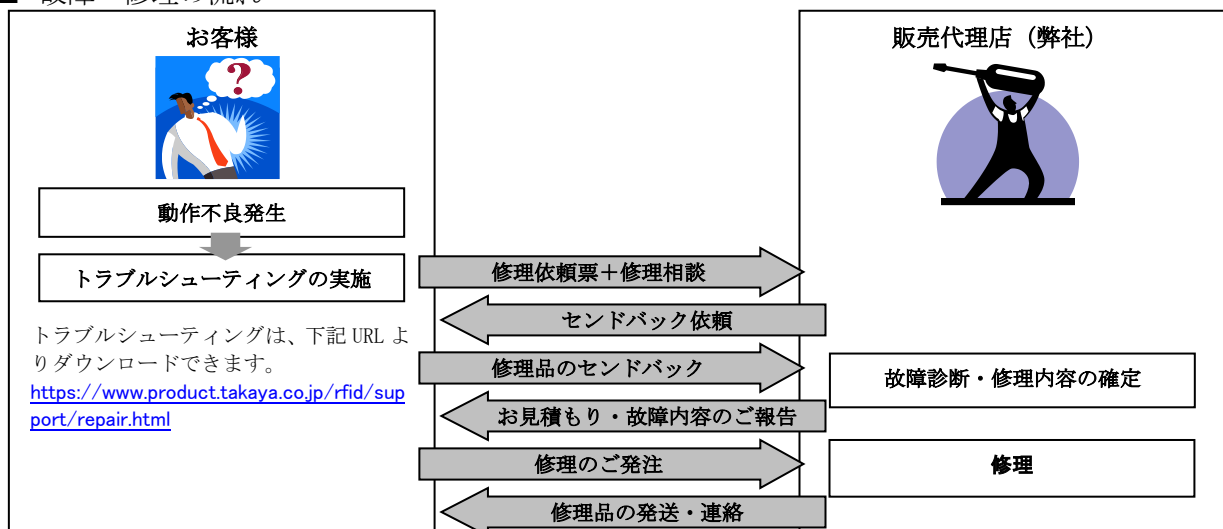 ■ 故障・修理の流れ
お客様
販売代理店（弊社）
?
動作不良発生
トラブルシューティングの実施
修理依頼票＋修理相談
センドバック依頼
トラブルシューティングは、下記 URL よ
りダウンロードできます。
https://www.product.takaya.co.jp/rfid/sup
port/repair.html
修理品のセンドバック
故障診断・修理内容の確定
お見積もり・故障内容のご報告
修理のご発注
修理
修理品の発送・連絡